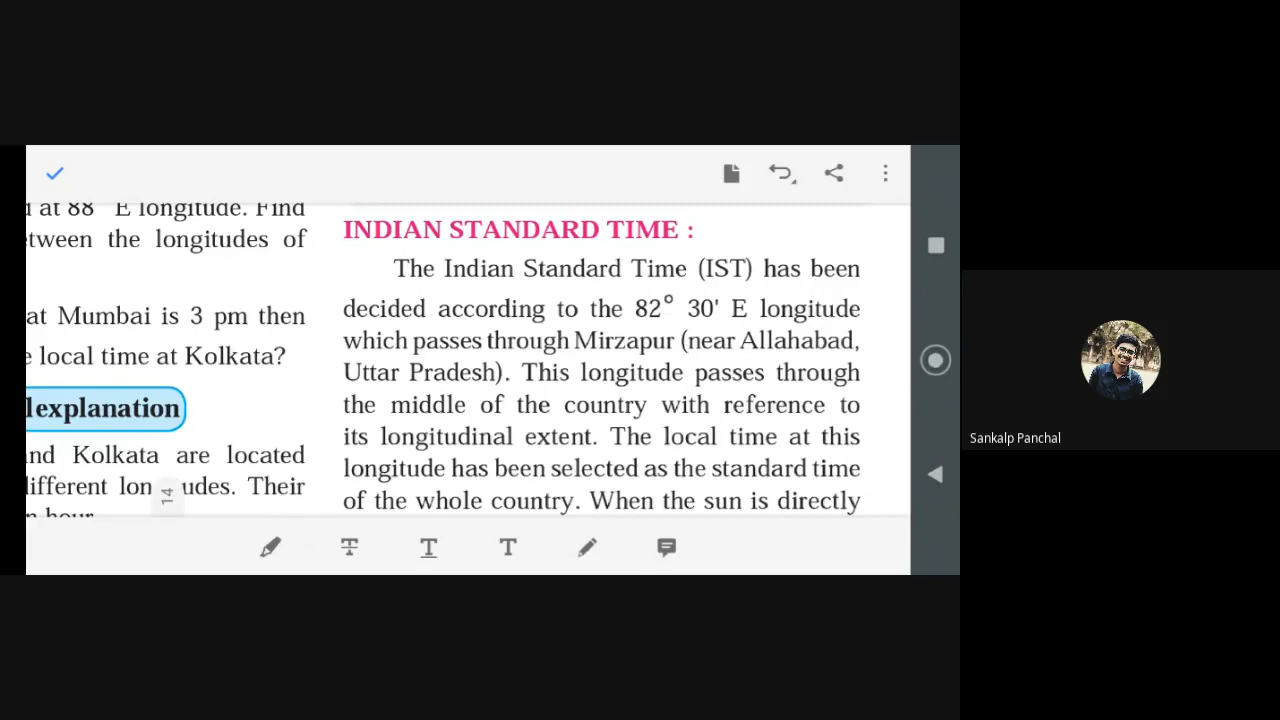 d at 88 E longitude. Find
etween the longitudes of
at Mumbai is 3 pm then
e local time at Kolkata?
explanation
nd Kolkata are located
ifferent lon udes. Their
n hour
14
INDIAN STANDARD TIME :
The Indian Standard Time (IST) has been
decided according to the 82° 30' E longitude
which passes through Mirzapur (near Allahabad,
Uttar Pradesh). This longitude passes through
the middle of the country with reference to
its longitudinal extent. The local time at this
longitude has been selected as the standard time
of the whole country. When the sun is directly
T T T
Sankalp Panchal